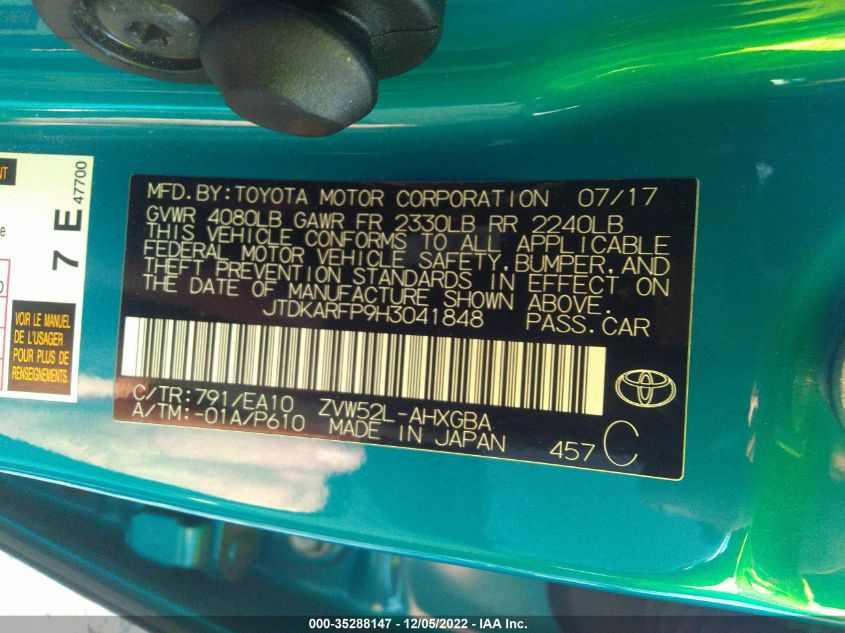 NT
47700
7 E
e
0
VOIR LE MANUEL
DE L'USAGER
POUR PLUS DE
RENSEIGNEMENTS.
MFD.BY:TOYOTA MOTOR CORPORATION 07/17
GVWR 4080LB GAWR FR 2330LB RR 2240LB
THIS VEHICLE CONFORMS TO ALL APPLICABLE
FEDERAL MOTOR VEHICLE SAFETY,BUMPER,AND
THEFT PREVENTION STANDARDS IN EFFECT ON
THE DATE OF MANUFACTURE SHOWN ABOVE.
JTDKARFP9H3041848 PASS.CAR
C/TR:791/EA10 ZVW52L-AHXGBA
A/TM:-01A/P610 MADE IN JAPAN
457 C
000-35288147 - 12/05/2022 - IAA Inc.